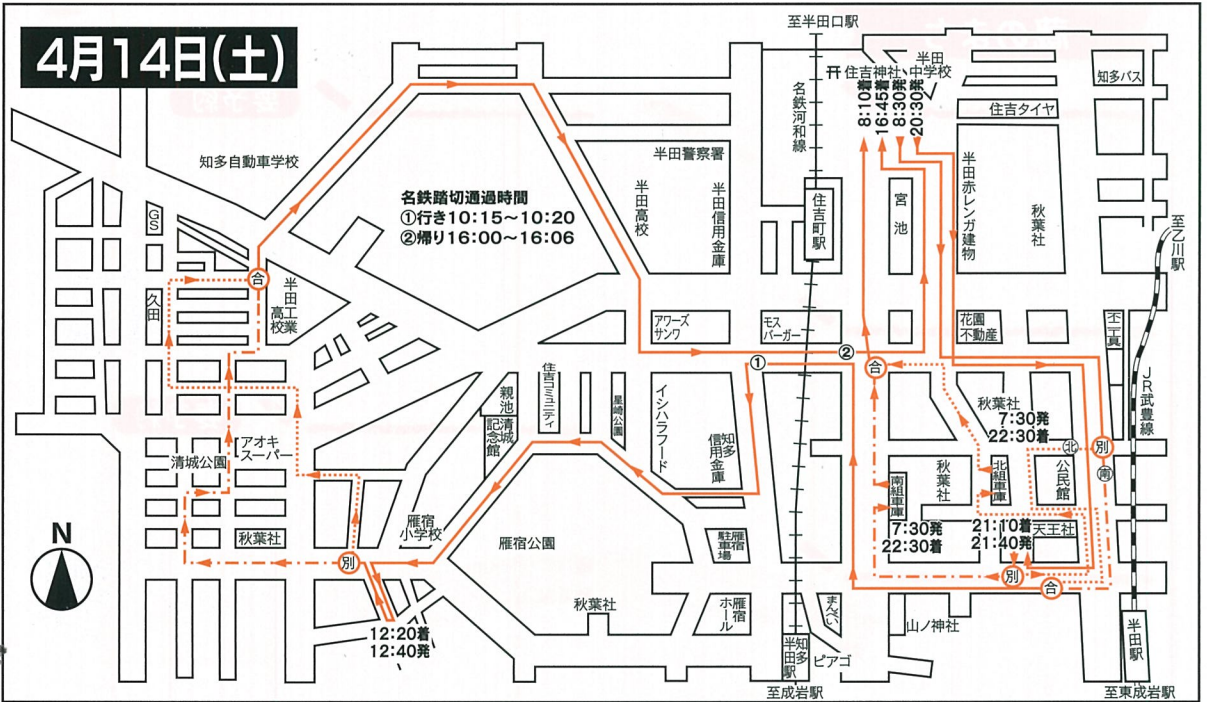 4月14日(土)
至半田口駅
半田
中学校
住吉神社
8:10着
16:45着
8:30発
20:30発
知多バス
住吉タイヤ
名鉄河和線
知多自動車学校
半田警察署
半田高校
半田信用金庫
住吉町駅
宮池
半田赤レンガ建物
秋葉社
至乙川駅
名鉄踏切通過時間
①行き10:15～10:20
②帰り16:00～16:06
GS
久田
合
半田工業
高校
アワーズ
サンワ
モス
バーガー
花園
不動産
②
①
合
JR武豊線
住吉コミュニティ
星崎公園
イシハラフード
知多
信用金庫
親池
清城
記念館
アオキ
スーパー
清城公園
秋葉社
7:30発
22:30着
北
別
南
北組車庫
公民館
秋葉社
南組車庫
7:30発
22:30着
21:10着
21:40発
天王社
別
合
N
秋葉社
雁宿
小学校
別
雁宿公園
雁宿
駐車場
秋葉社
雁宿
ホール
まんぺい
山ノ神社
12:20着
12:40発
知多
半田駅
ピアゴ
半田駅
至成岩駅
至東成岩駅